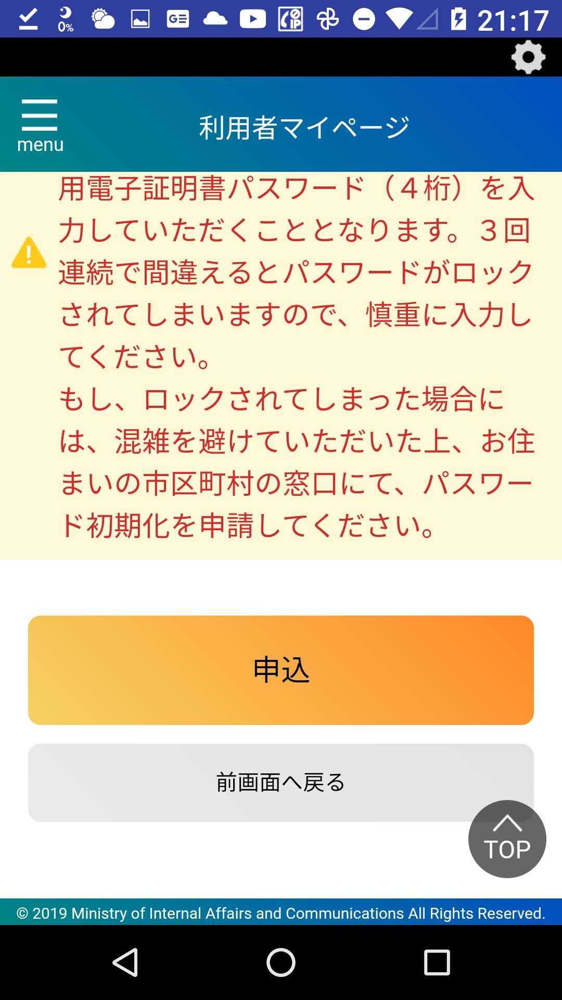 0%
GE
IP
21:17
menu
利用者マイページ
用電子証明書パスワード（４桁）を入
力していただくこととなります。３回
連続で間違えるとパスワードがロック
されてしまいますので、慎重に入力し
てください。
もし、ロックされてしまった場合に
は、混雑を避けていただいた上、お住
まいの市区町村の窓口にて、パスワー
ド初期化を申請してください。
申込
前画面へ戻る
TOP
© 2019 Ministry of Internal Affairs and Communications All Rights Reserved.